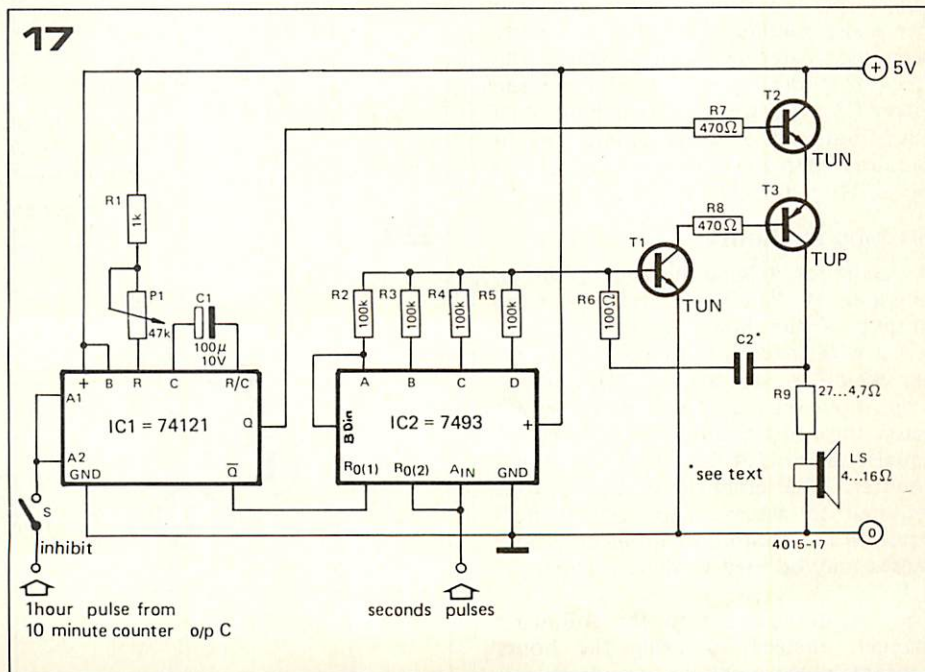 17
+ 5V
T2
R7
470Ω
TUN
R1
1k
T3
R8
470Ω
T1
TUP
R2
R3
R4
R5
100k
100k
100k
100k
TUN
R6
100Ω
P1
47k
C1
100µ
10V
C2*
R9
27...4,7Ω
+ B R C R/C
A B C D
A1
IC1 = 74121
Q
BDin
IC2 = 7493
+
LS
4...16Ω
A2
GND
Q̅
R0(1) R0(2) AIN GND
*see text
S
inhibit
4015-17
0
1hour pulse from
10 minute counter o/p C
seconds pulses